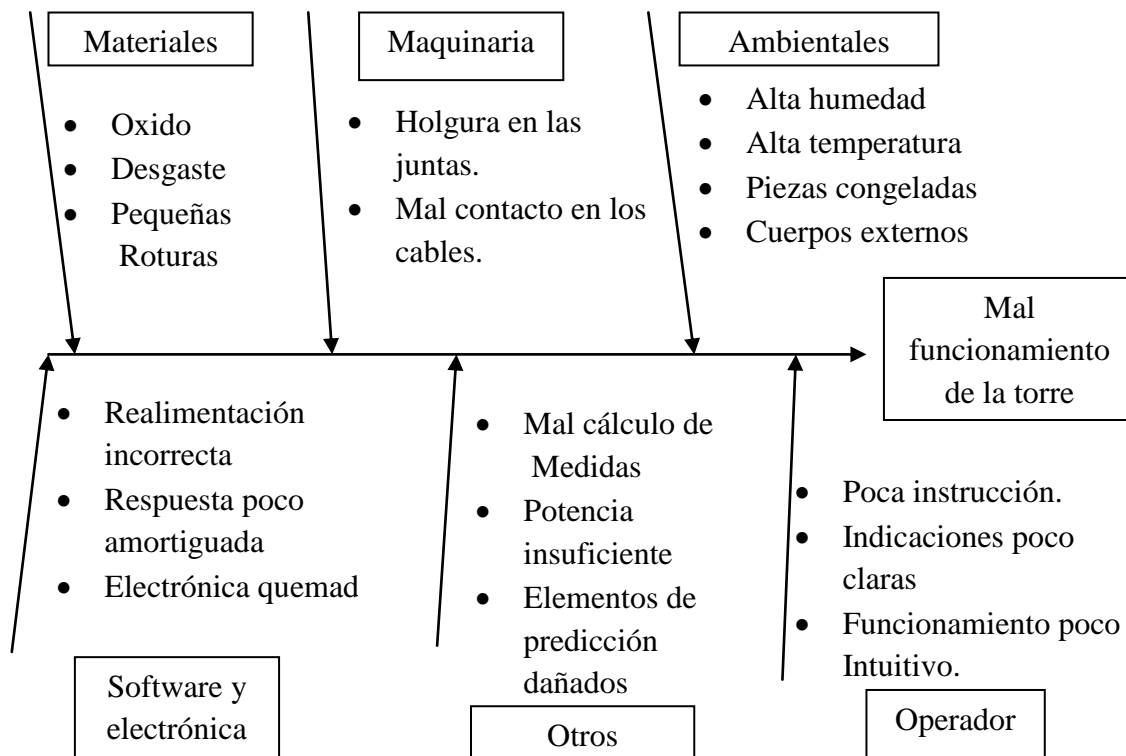 Materiales
Oxido
Desgaste
Pequeñas
Roturas
Maquinaria
Holgura en las
juntas.
Mal contacto en los
cables.
Ambientales
Alta humedad
Alta temperatura
Piezas congeladas
Cuerpos externos
Mal
funcionamiento
de la torre
Realimentación
incorrecta
Respuesta poco
amortiguada
Electrónica quemad
Software y
electrónica
Mal cálculo de
Medidas
Potencia
insuficiente
Elementos de
predicción
dañados
Otros
Poca instrucción.
Indicaciones poco
claras
Funcionamiento poco
Intuitivo.
Operador